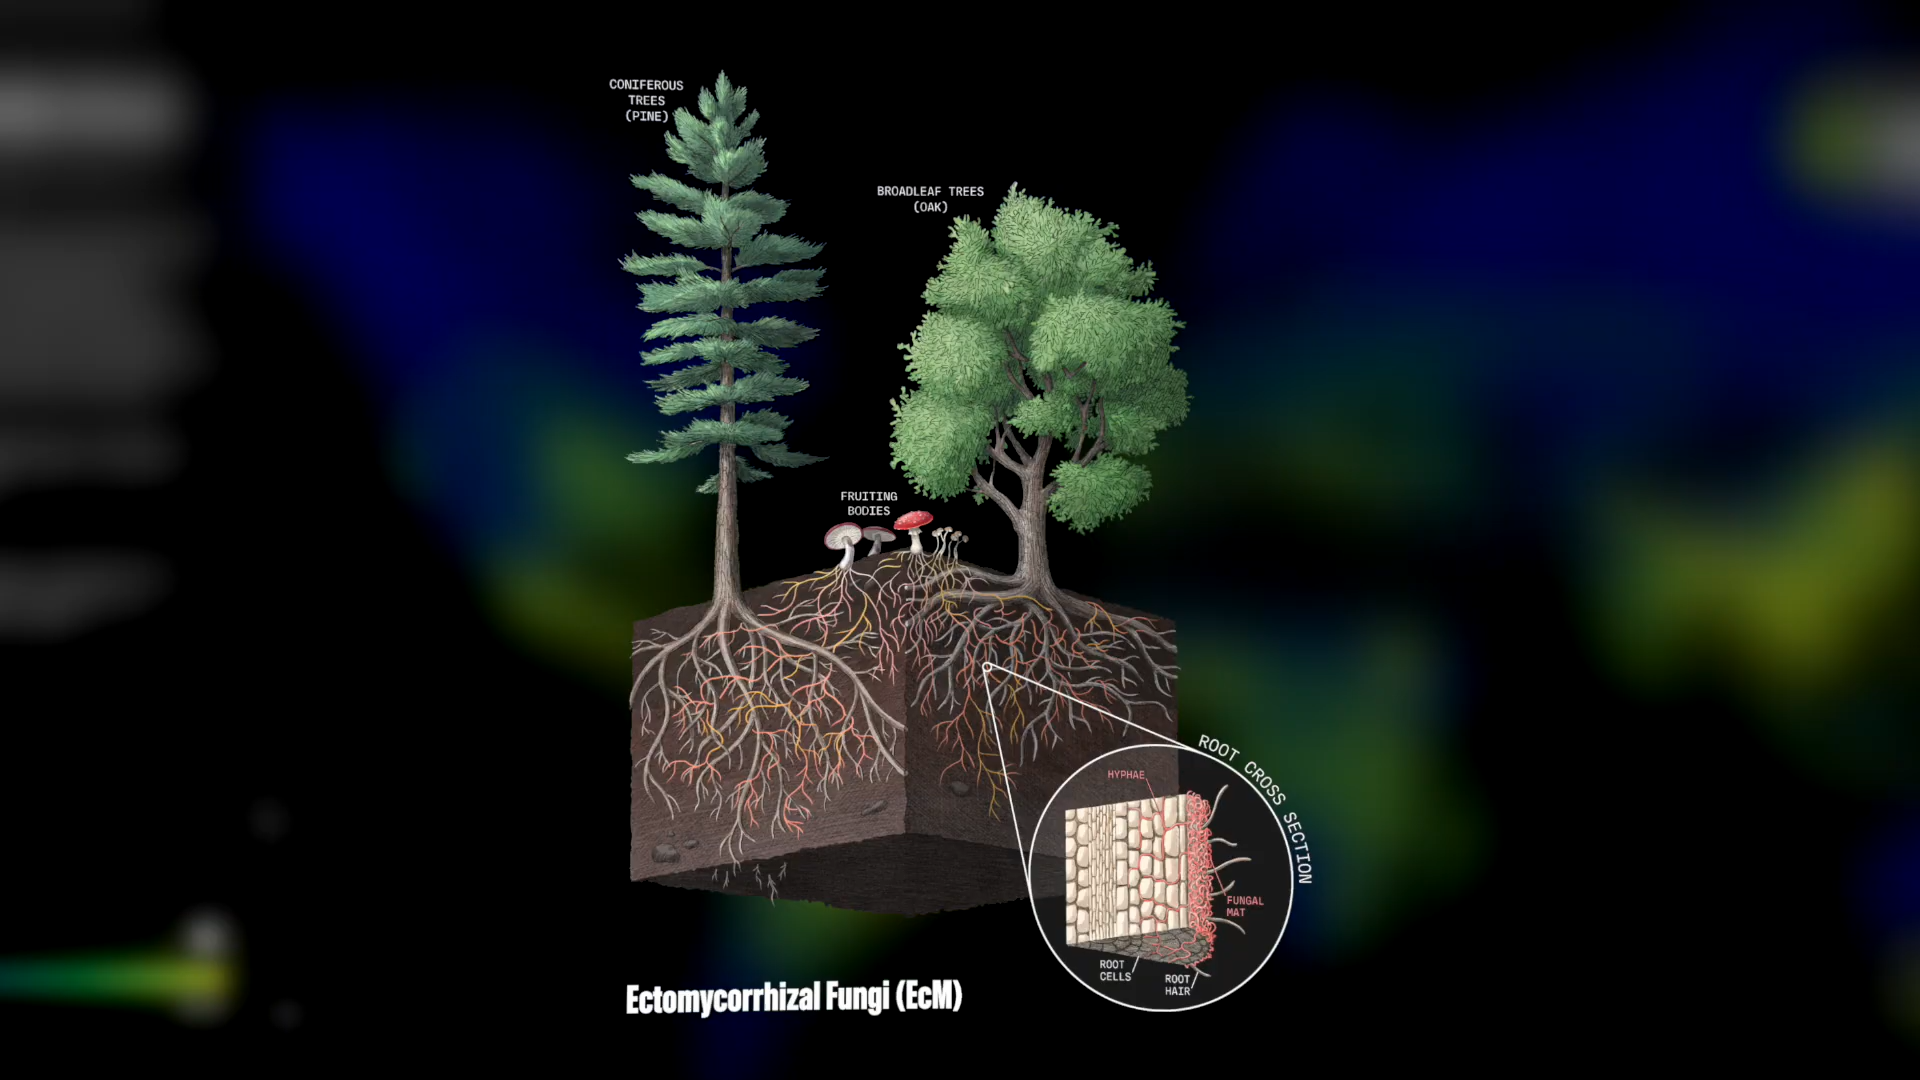 CONIFEROUS
TREES
(PINE)
BROADLEAF TREES
(OAK)
FRUITING
BODIES
ROOT CROSS SECTION
HYPHAE
FUNGAL
MAT
ROOT
CELLS
ROOT
HAIR
Ectomycorrhizal Fungi (EcM)